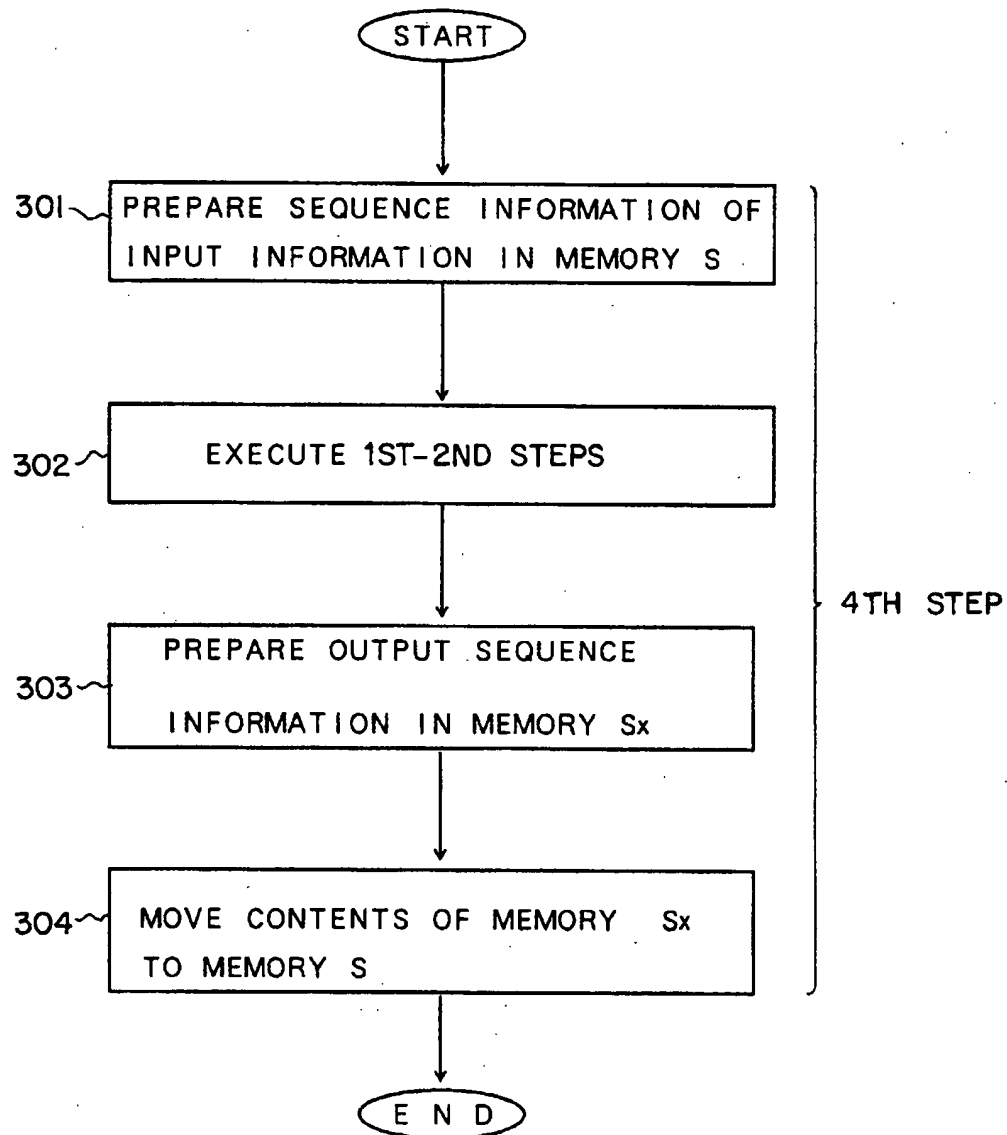 START
301
PREPARE SEQUENCE INFORMATION OF
INPUT INFORMATION IN MEMORY S
302
EXECUTE 1ST-2ND STEPS
4TH STEP
303
PREPARE OUTPUT SEQUENCE
INFORMATION IN MEMORY Sx
304
MOVE CONTENTS OF MEMORY Sx
TO MEMORY S
END